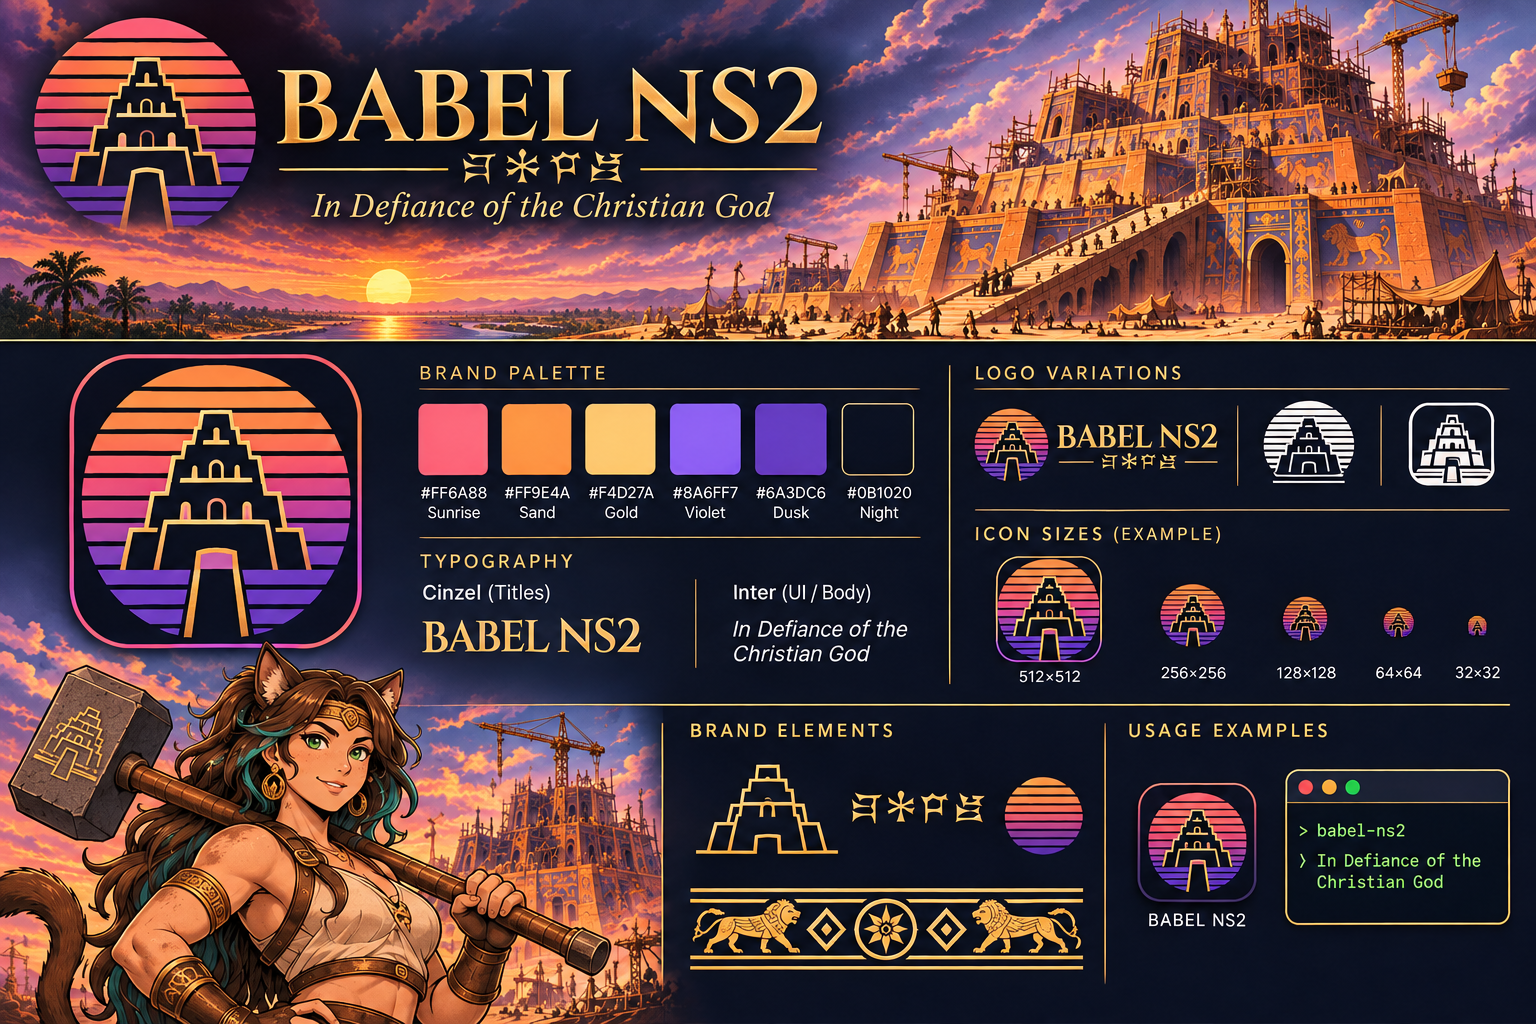 BABEL NS2
In Defiance of the Christian God
BRAND PALETTE
#FF6A88
Sunrise
#FF9E4A
Sand
#F4D27A
Gold
#8A6FF7
Violet
#6A3DC6
Dusk
#0B1020
Night
TYPOGRAPHY
Cinzel (Titles)
BABEL NS2
Inter (UI / Body)
In Defiance of the
Christian God
LOGO VARIATIONS
BABEL NS2
ICON SIZES (EXAMPLE)
512×512
256×256
128×128
64×64
32×32
BRAND ELEMENTS
USAGE EXAMPLES
BABEL NS2
> babel-ns2
> In Defiance of the
Christian God